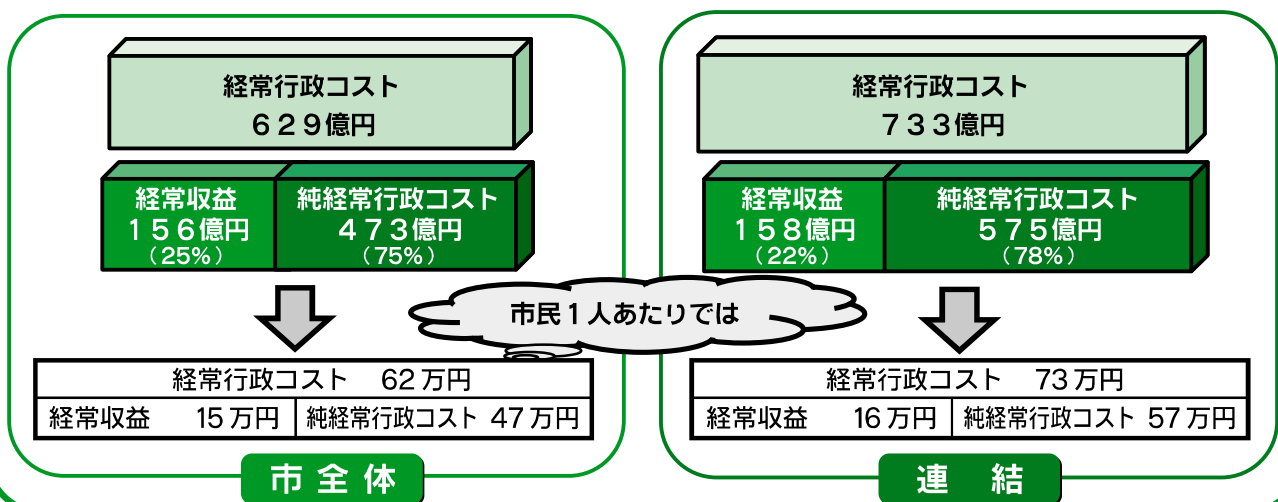 経常行政コスト
６２９億円
経常収益
１５６億円
（25%）
純経常行政コスト
４７３億円
（75%）
経常行政コスト
７３３億円
経常収益
１５８億円
（22%）
純経常行政コスト
５７５億円
（78%）
市民１人あたりでは
経常行政コスト　62万円
経常収益　15万円
純経常行政コスト 47万円
市 全 体
経常行政コスト　73万円
経常収益　16万円
純経常行政コスト 57万円
連　結